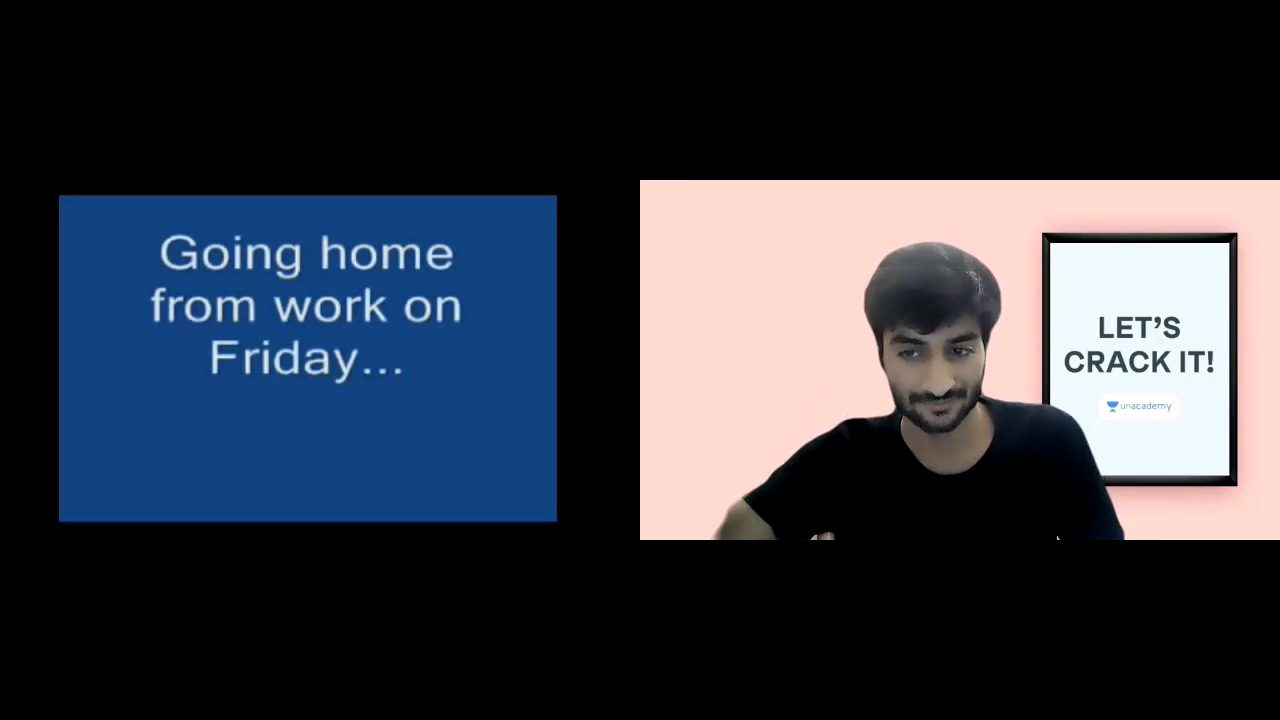 Going home
from work on
Friday...
LET'S
CRACK IT!
unacademy